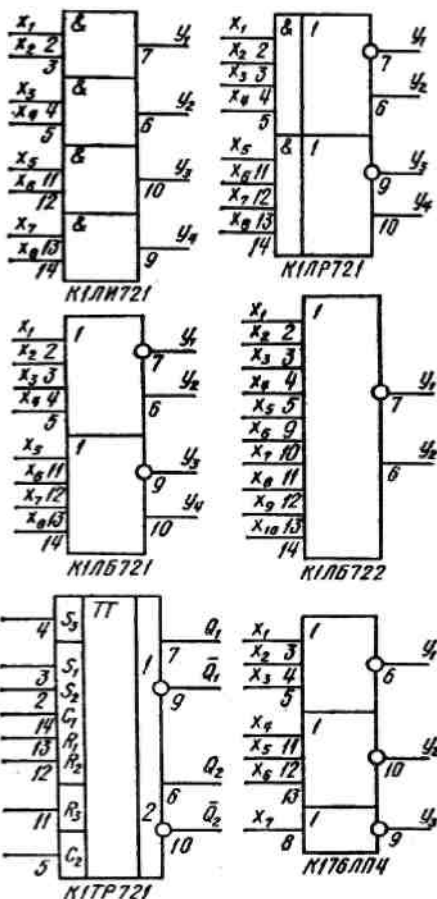 X₁ & y₁
X₂ 2 7
3
X₃ & y₂
X₄ 4 6
5
X₅ & y₃
X₆ 11 10
12
X₇ & y₄
X₈ 13 9
14
К1ЛИ721
X₁ & 1 y₁
X₂ 2 7
X₃ 3 y₂
X₄ 4 6
5
X₅ & 1 y₃
X₆ 11 9
X₇ 12 y₄
X₈ 13 10
14
К1ЛР721
X₁ 1 y₁
X₂ 2 7
X₃ 3 y₂
X₄ 4 6
5
X₅ 1 y₃
X₆ 11 9
X₇ 12 y₄
X₈ 13 10
14
К1ЛБ721
X₁ 1
X₂ 2
X₃ 3
X₄ 4 y₁
X₅ 5 7
X₆ 9
X₇ 10 y₂
X₈ 11 6
X₉ 12
X₁₀ 13
14
К1ЛБ722
S₃ TT Q₁
4 7
S₁ 1 Q̄₁
3 S₂ 9
2 C₁
14 R₁
13 R₂ Q₂
12 6
R₃ 2 Q̄₂
11 10
C₂
5
К1ТР721
X₁ 1 y₁
X₂ 3 6
X₃ 4
5
X₄ 1 y₂
X₅ 11 10
X₆ 12
13
X₇ 1 y₃
8 9
К176ЛП4